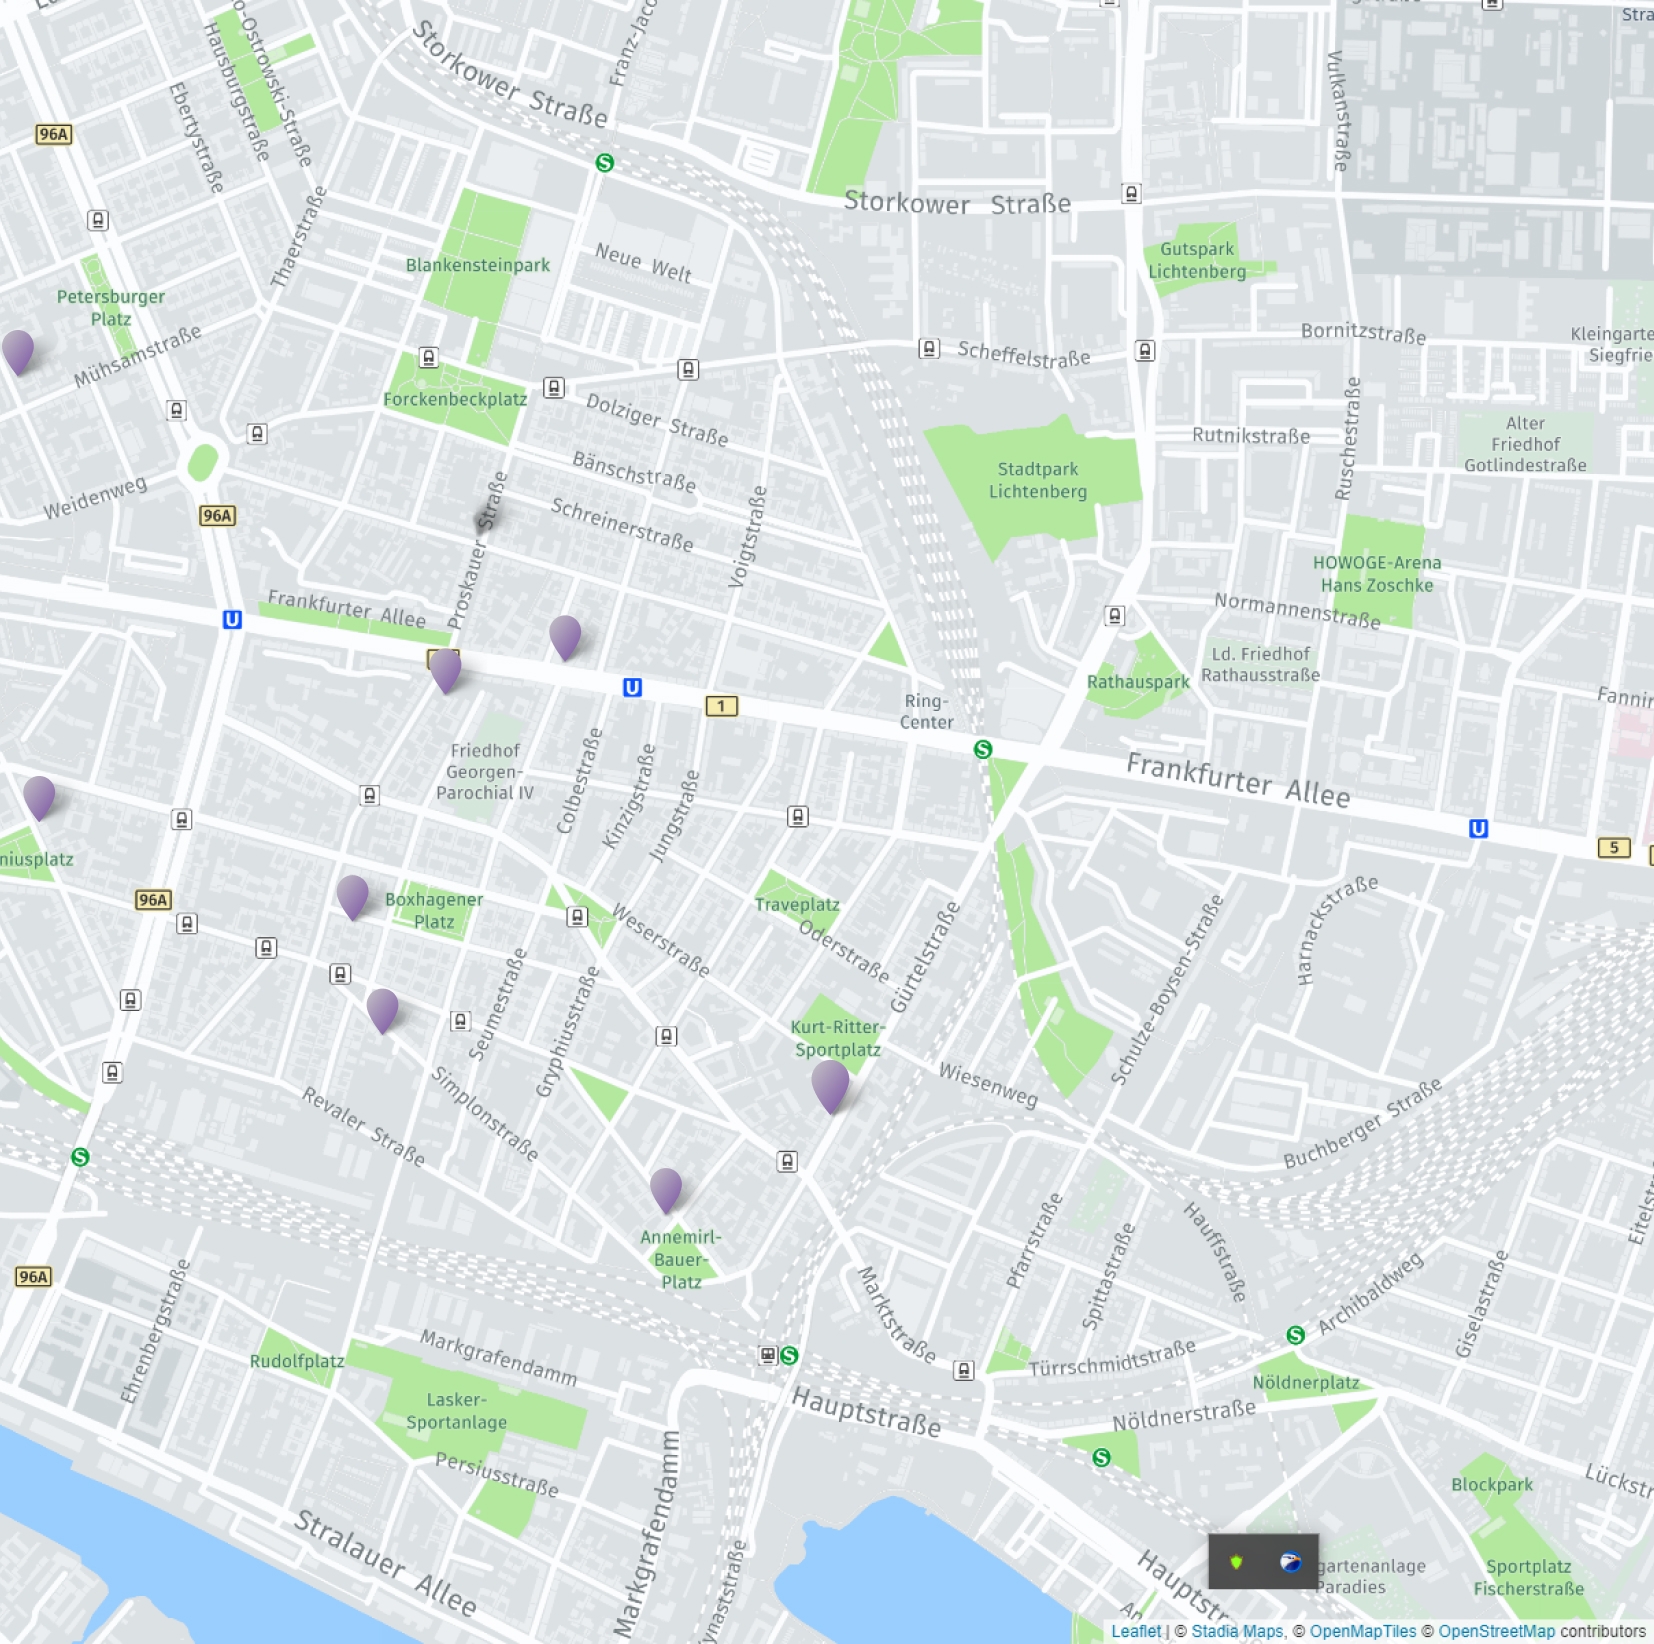 Storkower Straße
Franz-Jaco
Hausburgstraße
o-Ostrowski-Straße
Ebertystraße
Vulkanstraße
Stra
96A
S
Storkower Straße
Thaerstraße
Blankensteinpark
Neue Welt
Gutspark
Lichtenberg
Petersburger
Platz
Mühsamstraße
Scheffelstraße
Bornitzstraße
Kleingarte
Siegfrie
Forckenbeckplatz
Dolziger Straße
Rutnikstraße
Ruschestraße
Alter
Friedhof
Gotlindestraße
Bänschstraße
Stadtpark
Lichtenberg
Weidenweg
96A
Proskauer Straße
Schreinerstraße
Voigtstraße
HOWOGE-Arena
Hans Zoschke
Frankfurter Allee
U
Normannenstraße
Ld. Friedhof
Rathausstraße
Rathauspark
U
1
Ring-
Center
Fannin
S
Friedhof
Georgen-
Parochial IV
Colbestraße
Kinzigstraße
Jungstraße
Frankfurter Allee
U
5
niusplatz
96A
Boxhagener
Platz
Traveplatz
Weserstraße
Oderstraße
Gürtelstraße
Harnackstraße
Schulze-Boysen-Straße
Seumestraße
Gryphiusstraße
Kurt-Ritter-
Sportplatz
Wiesenweg
Simplonstraße
Revaler Straße
Buchberger Straße
S
Annemirl-
Bauer-
Platz
Pfarrstraße
Spittastraße
Hauffstraße
Eitelstr
96A
Ehrenbergstraße
Marktstraße
Archibaldweg
Giselastraße
S
Rudolfplatz
Markgrafendamm
S
Türrschmidtstraße
Nöldnerplatz
Lasker-
Sportanlage
Hauptstraße
Nöldnerstraße
S
Persiusstraße
Markgrafendamm
Blockpark
Lückstr
Stralauer Allee
ynaststraße
Hauptstr
gartenanlage
Paradies
Sportplatz
Fischerstraße
An
Leaflet | © Stadia Maps, © OpenMapTiles © OpenStreetMap contributors